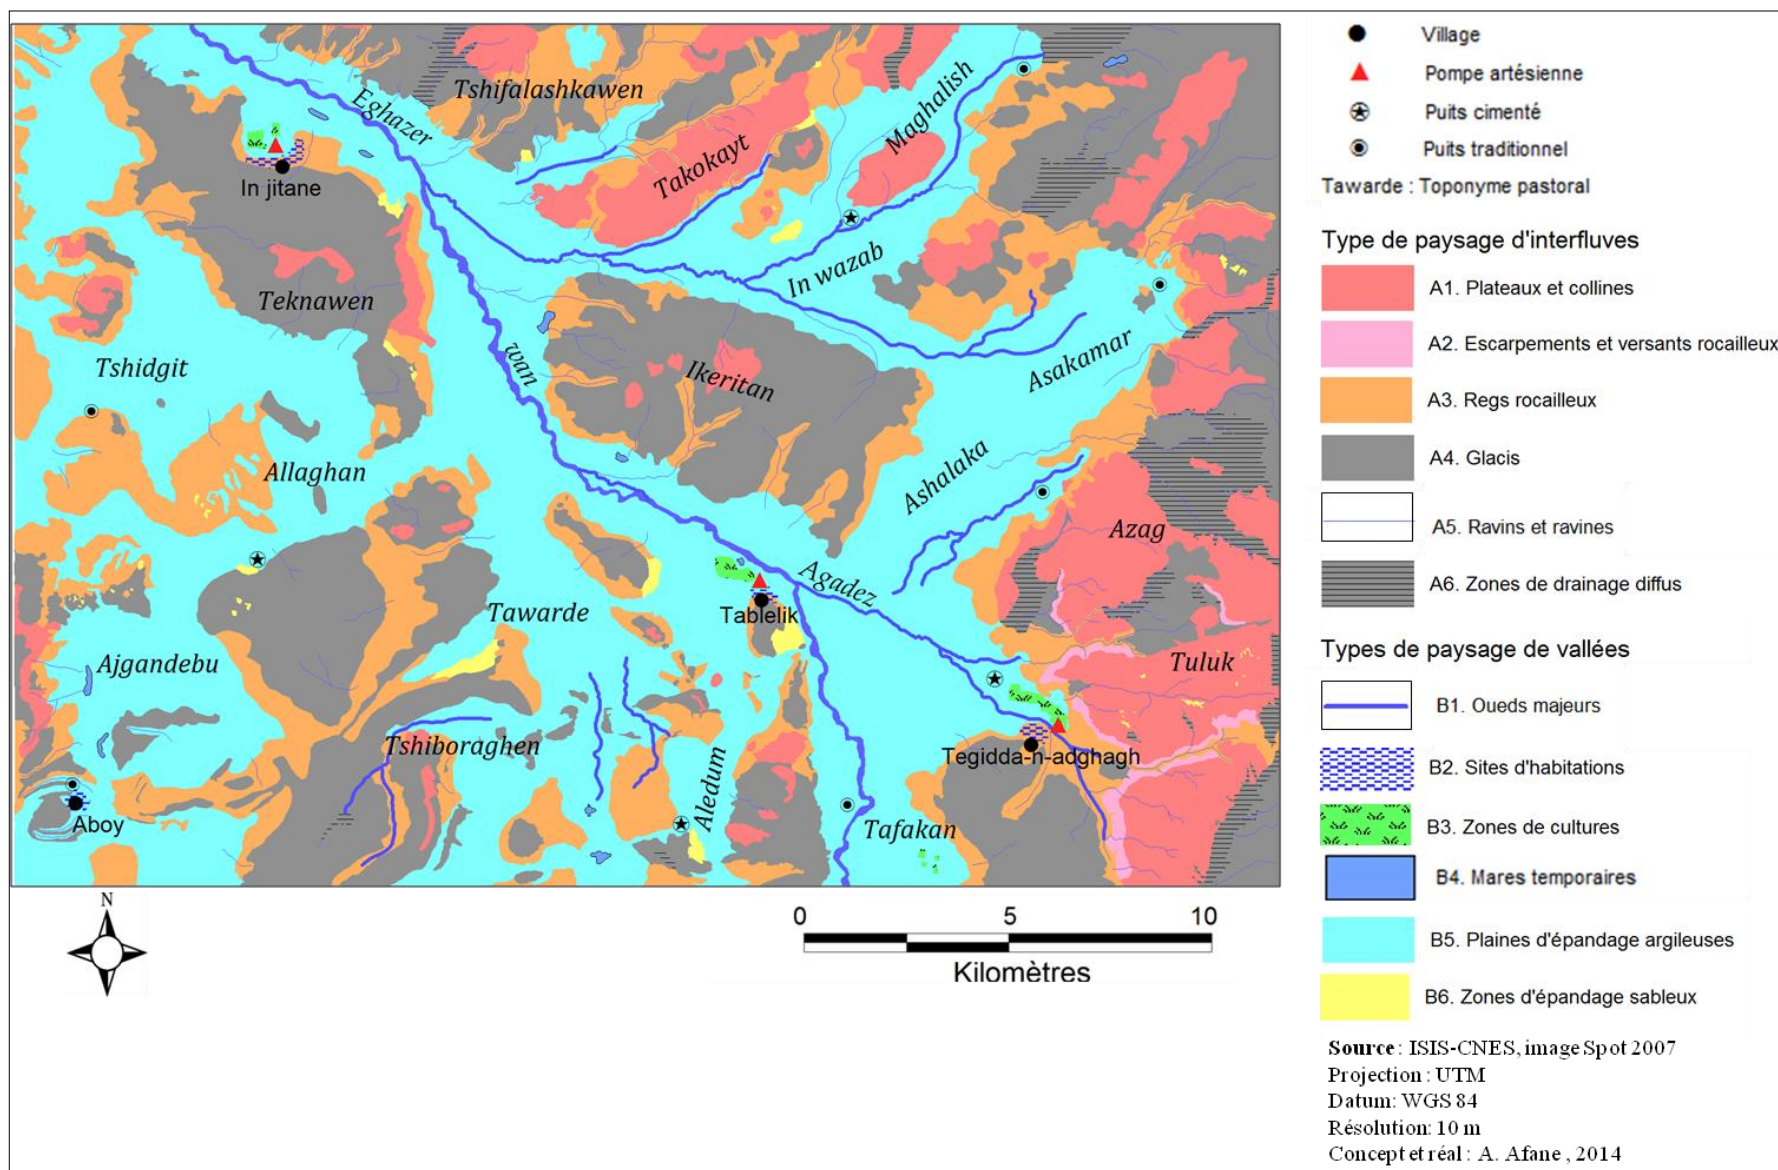 Tshifalashkawen
Eghazer
Maghalish
Takokayt
In jitane
In wazab
Teknawen
wan
Ikeritan
Asakamar
Tshidgit
Allaghan
Ashalaka
Azag
Agadez
Tawarde
Tablelik
Ajgandebu
Tuluk
Tshiboraghen
Tegidda-n-adghagh
Aledum
Aboy
Tafakan
N
0 5 10
Kilomètres
Village
Pompe artésienne
Puits cimenté
Puits traditionnel
Tawarde : Toponyme pastoral
Type de paysage d'interfluves
A1. Plateaux et collines
A2. Escarpements et versants rocailleux
A3. Regs rocailleux
A4. Glacis
A5. Ravins et ravines
A6. Zones de drainage diffus
Types de paysage de vallées
B1. Oueds majeurs
B2. Sites d'habitations
B3. Zones de cultures
B4. Mares temporaires
B5. Plaines d'épandage argileuses
B6. Zones d'épandage sableux
Source : ISIS-CNES, image Spot 2007
Projection : UTM
Datum: WGS 84
Résolution: 10 m
Concept et réal : A. Afane , 2014